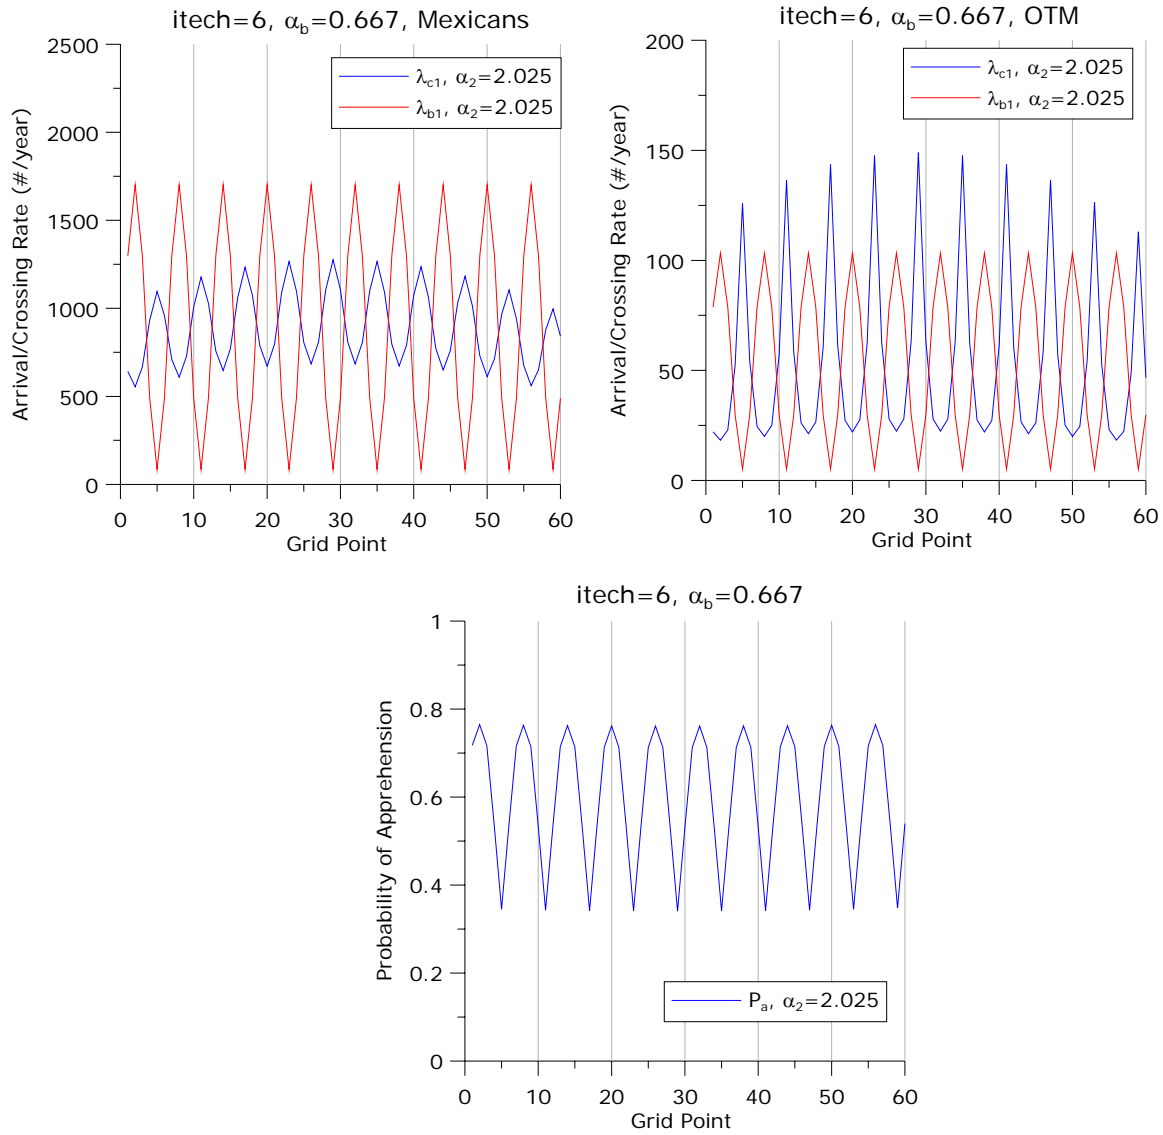 itech=6, αb=0.667, Mexicans
2500
2000
1500
1000
500
0
Arrival/Crossing Rate (#/year)
λc1, α2=2.025
λb1, α2=2.025
0 10 20 30 40 50 60
Grid Point
itech=6, αb=0.667, OTM
200
150
100
50
0
Arrival/Crossing Rate (#/year)
λc1, α2=2.025
λb1, α2=2.025
0 10 20 30 40 50 60
Grid Point
itech=6, αb=0.667
1
0.8
0.6
0.4
0.2
0
Probability of Apprehension
Pa, α2=2.025
0 10 20 30 40 50 60
Grid Point